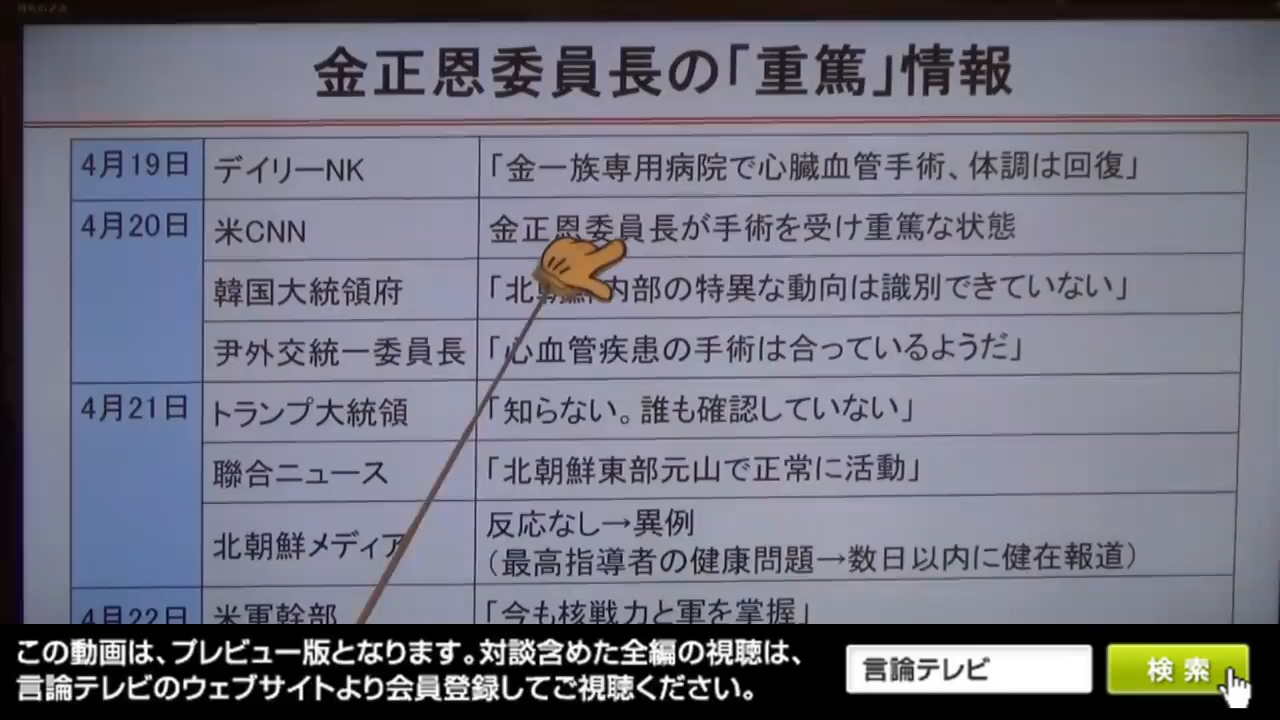 金正恩委員長の「重篤」情報
4月19日 デイリーNK 「金一族専用病院で心臓血管手術、体調は回復」
4月20日 米CNN 金正恩委員長が手術を受け重篤な状態
韓国大統領府 「北朝鮮内部の特異な動向は識別できていない」
尹外交統一委員長 「心血管疾患の手術は合っているようだ」
4月21日 トランプ大統領 「知らない。誰も確認していない」
聯合ニュース 「北朝鮮東部元山で正常に活動」
北朝鮮メディア 反応なし→異例
（最高指導者の健康問題→数日以内に健在報道）
4月22日 米軍幹部 「今も核戦力と軍を掌握」
この動画は、プレビュー版となります。対談含めた全編の視聴は、
言論テレビのウェブサイトより会員登録してご視聴ください。
言論テレビ 検索